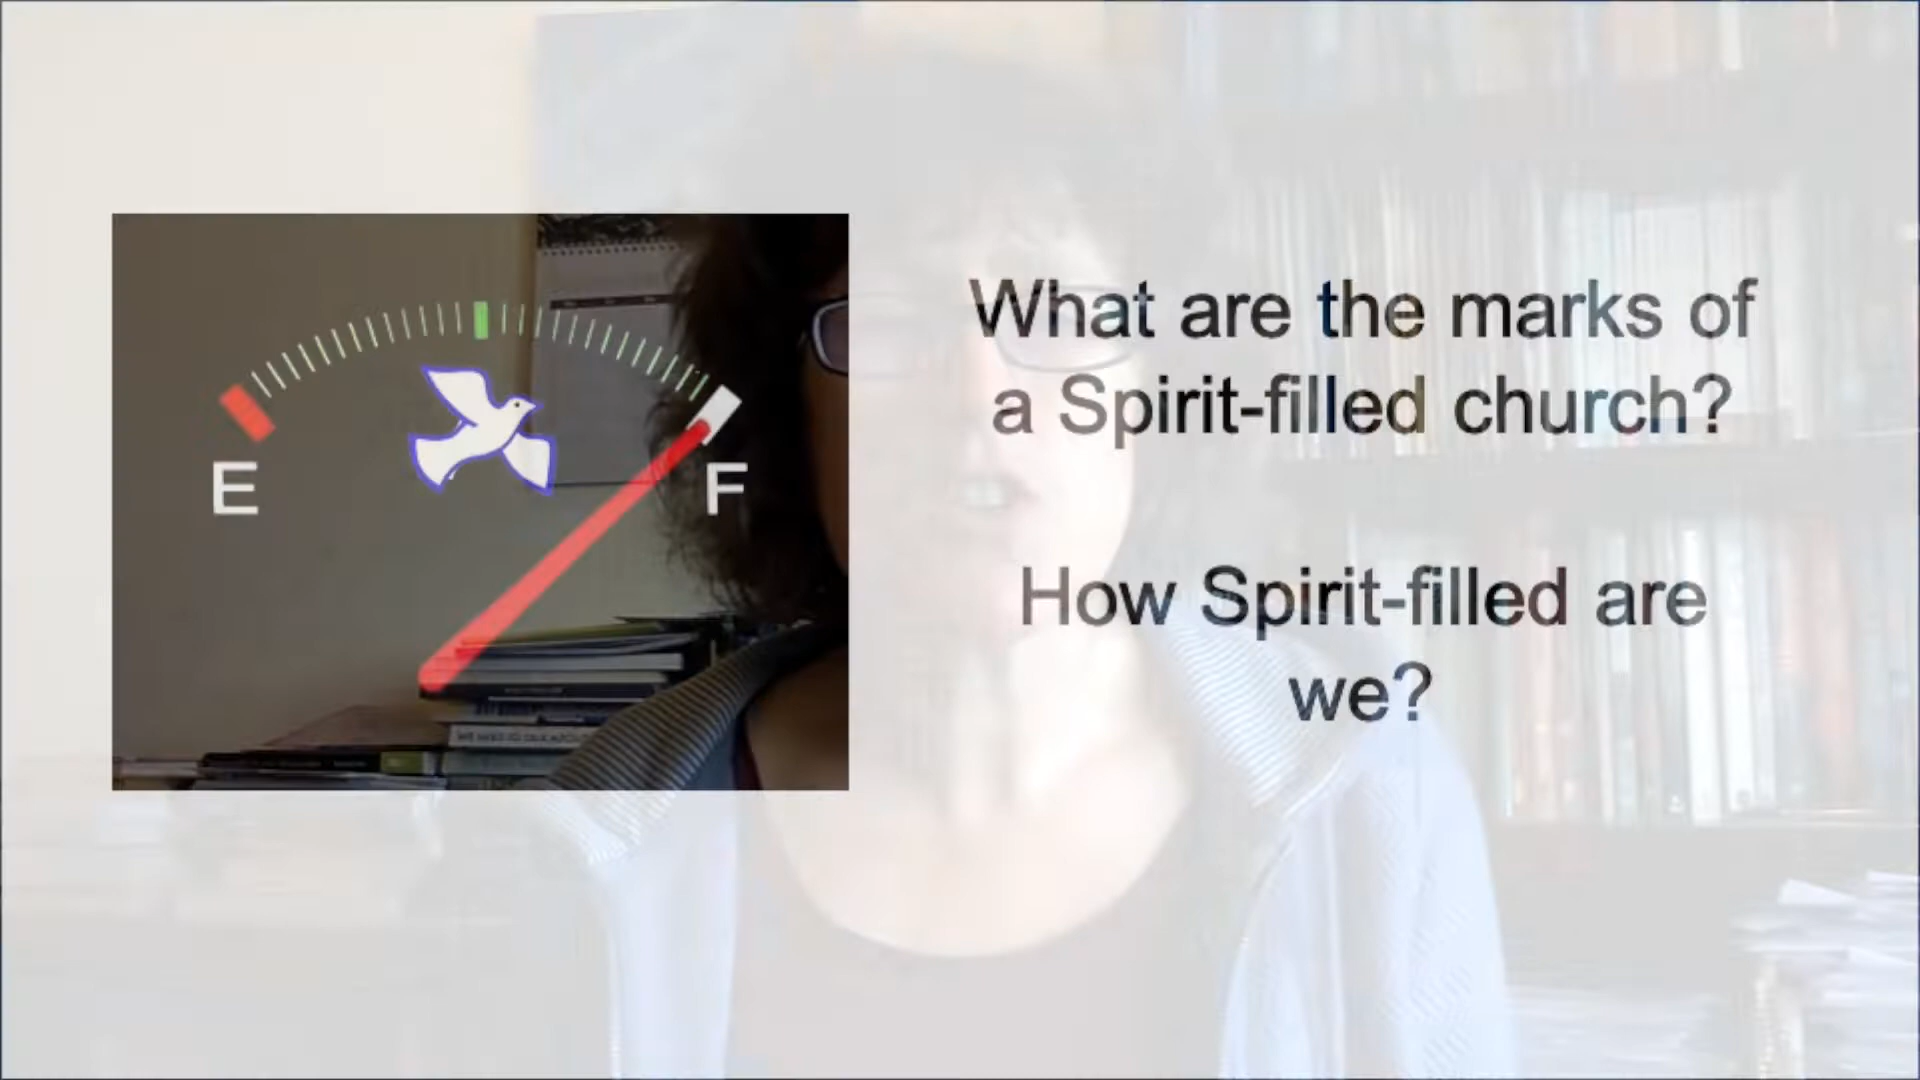 What are the marks of
a Spirit-filled church?
How Spirit-filled are
we?
E
F